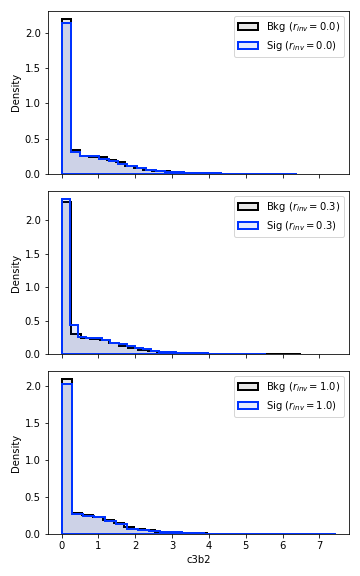 Bkg (r_inv = 0.0)
Sig (r_inv = 0.0)
2.0
1.5
1.0
0.5
0.0
Density
Bkg (r_inv = 0.3)
Sig (r_inv = 0.3)
2.0
1.5
1.0
0.5
0.0
Density
Bkg (r_inv = 1.0)
Sig (r_inv = 1.0)
2.0
1.5
1.0
0.5
0.0
Density
0 1 2 3 4 5 6 7
c3b2